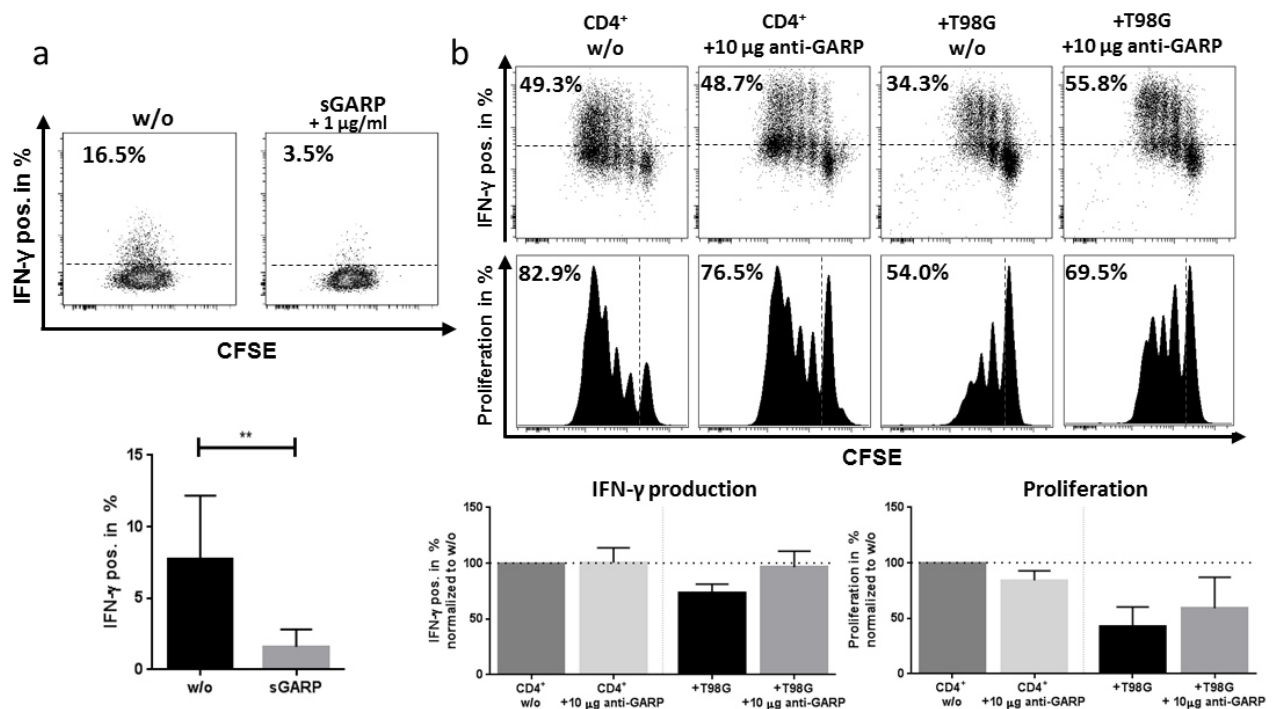 a
w/o
sGARP
+ 1 µg/ml
IFN-γ pos. in %
16.5%
3.5%
CFSE
**
IFN-γ pos. in %
15
10
5
0
w/o
sGARP
b
CD4⁺
w/o
CD4⁺
+10 µg anti-GARP
+T98G
w/o
+T98G
+10 µg anti-GARP
IFN-γ pos. in %
49.3%
48.7%
34.3%
55.8%
Proliferation in %
82.9%
76.5%
54.0%
69.5%
CFSE
IFN-γ production
IFN-γ pos. in %
normalized to w/o
150
100
50
0
CD4⁺
w/o
CD4⁺
+10 µg anti-GARP
+T98G
+T98G
+10 µg anti-GARP
Proliferation
Proliferation in %
normalized to w/o
150
100
50
0
CD4⁺
w/o
CD4⁺
+10 µg anti-GARP
+T98G
+T98G
+ 10µg anti-GARP